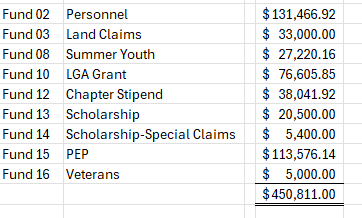 Fund 02 Personnel $ 131,466.92
Fund 03 Land Claims $ 33,000.00
Fund 08 Summer Youth $ 27,220.16
Fund 10 LGA Grant $ 76,605.85
Fund 12 Chapter Stipend $ 38,041.92
Fund 13 Scholarship $ 20,500.00
Fund 14 Scholarship-Special Claims $ 5,400.00
Fund 15 PEP $ 113,576.14
Fund 16 Veterans $ 5,000.00
$ 450,811.00